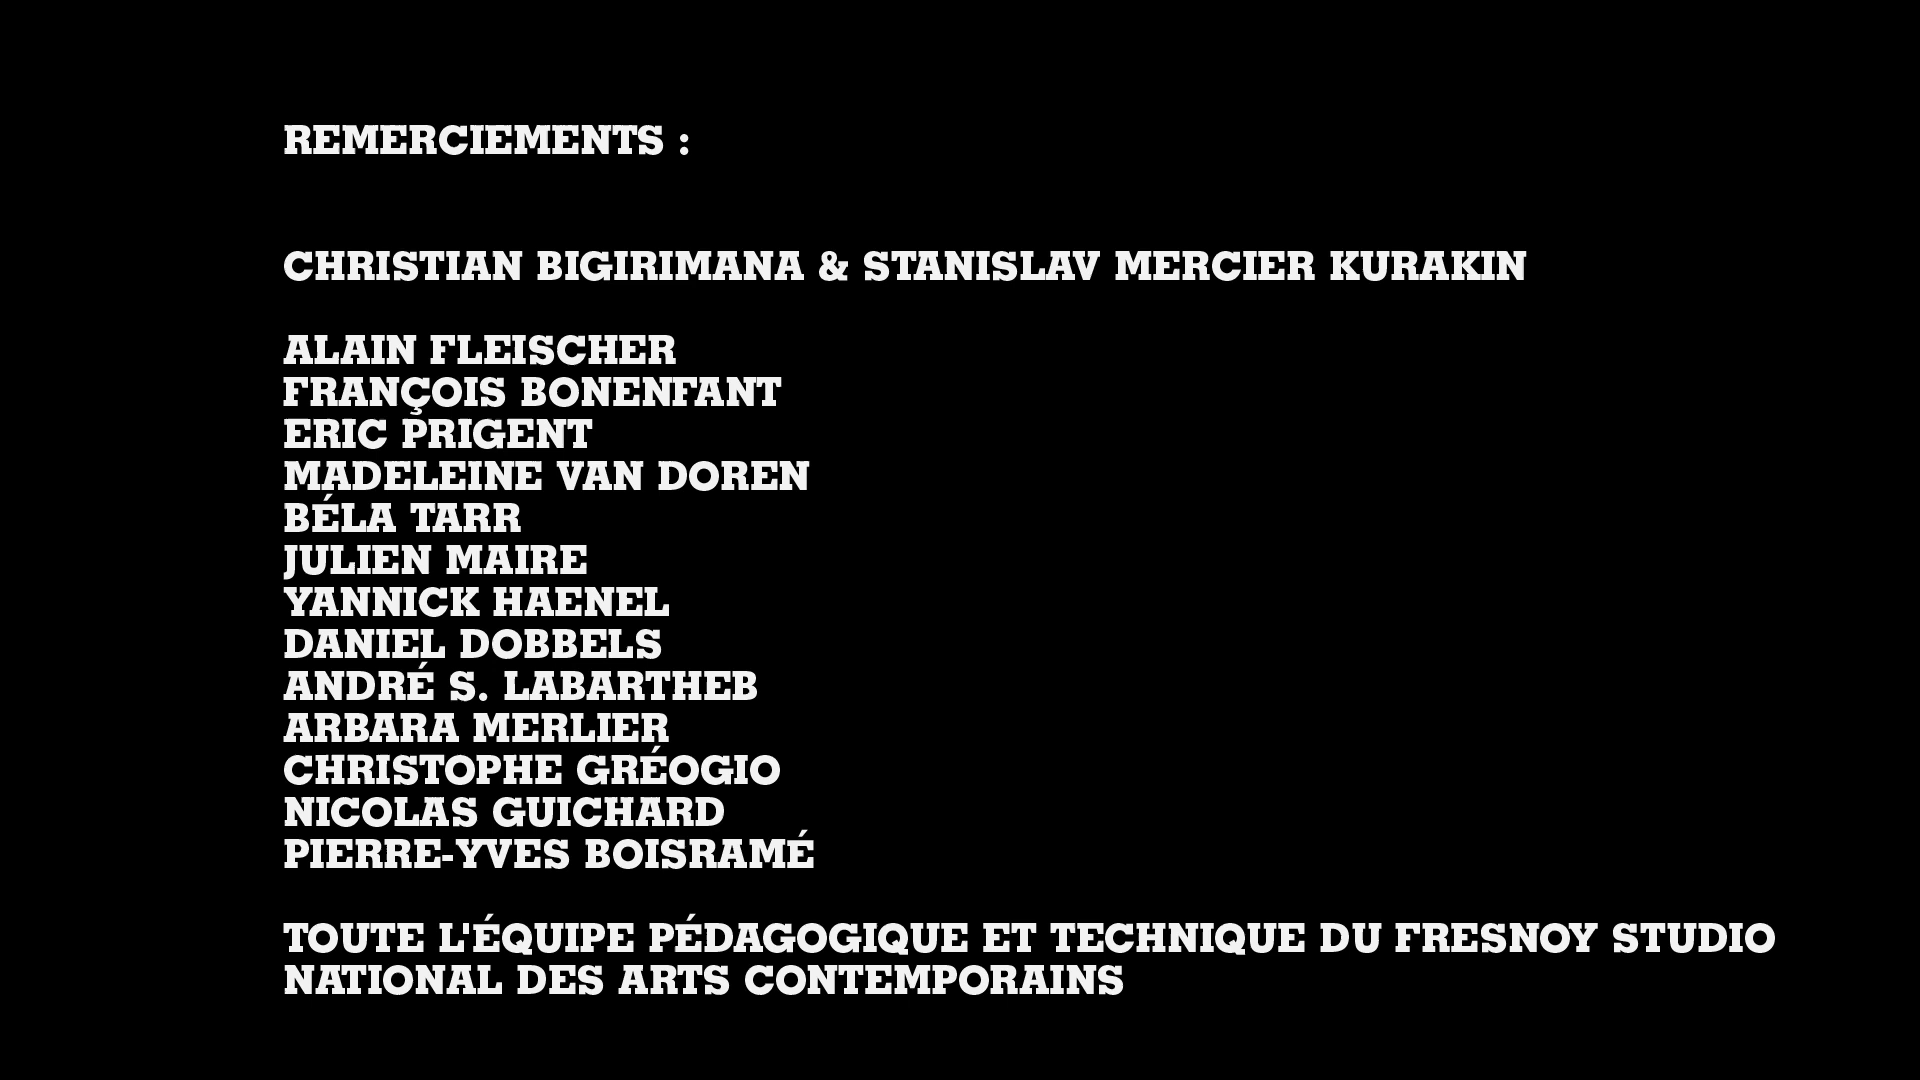 REMERCIEMENTS :
CHRISTIAN BIGIRIMANA & STANISLAV MERCIER KURAKIN
ALAIN FLEISCHER
FRANÇOIS BONENFANT
ERIC PRIGENT
MADELEINE VAN DOREN
BÉLA TARR
JULIEN MAIRE
YANNICK HAENEL
DANIEL DOBBELS
ANDRÉ S. LABARTHEB
ARBARA MERLIER
CHRISTOPHE GRÉOGIO
NICOLAS GUICHARD
PIERRE-YVES BOISRAMÉ
TOUTE L'ÉQUIPE PÉDAGOGIQUE ET TECHNIQUE DU FRESNOY STUDIO
NATIONAL DES ARTS CONTEMPORAINS